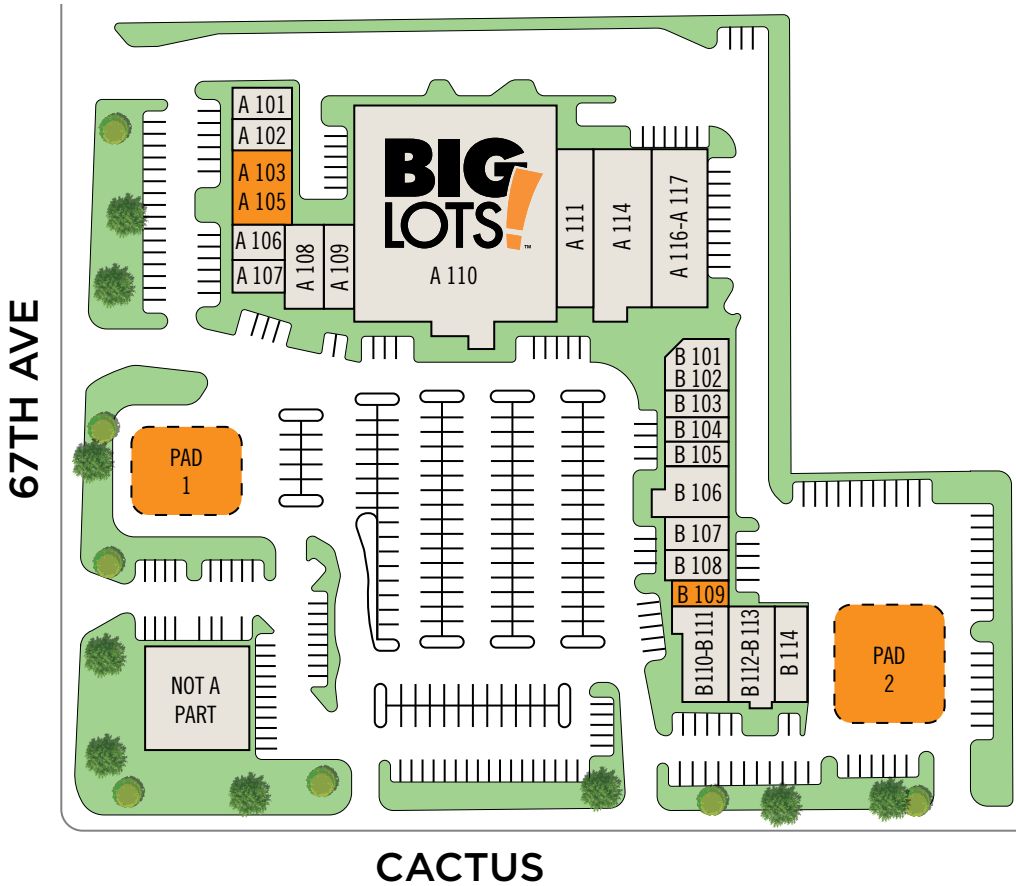 A 101
A 102
A 103
A 105
A 106
A 107
A 108
A 109
BIG
LOTS!™
A 110
A 111
A 114
A 116-A 117
B 101
B 102
B 103
B 104
B 105
B 106
B 107
B 108
B 109
B110-B111
B112-B 113
B 114
PAD
1
PAD
2
NOT A
PART
67TH AVE
CACTUS